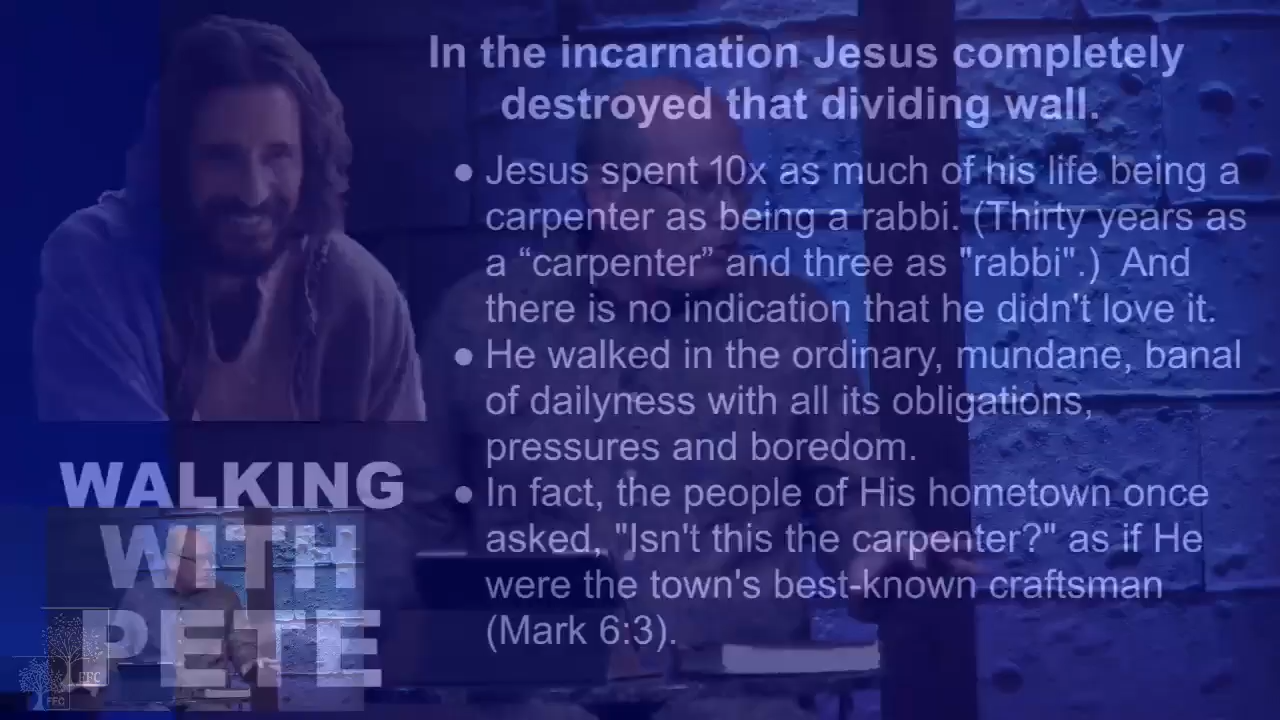 In the incarnation Jesus completely
destroyed that dividing wall.
● Jesus spent 10x as much of his life being a
carpenter as being a rabbi. (Thirty years as
a “carpenter” and three as "rabbi".)  And
there is no indication that he didn't love it.
● He walked in the ordinary, mundane, banal
of dailyness with all its obligations,
pressures and boredom.
● In fact, the people of His hometown once
asked, "Isn't this the carpenter?" as if He
were the town's best-known craftsman
(Mark 6:3).
WALKING
WITH
PETE
FFC
FFC